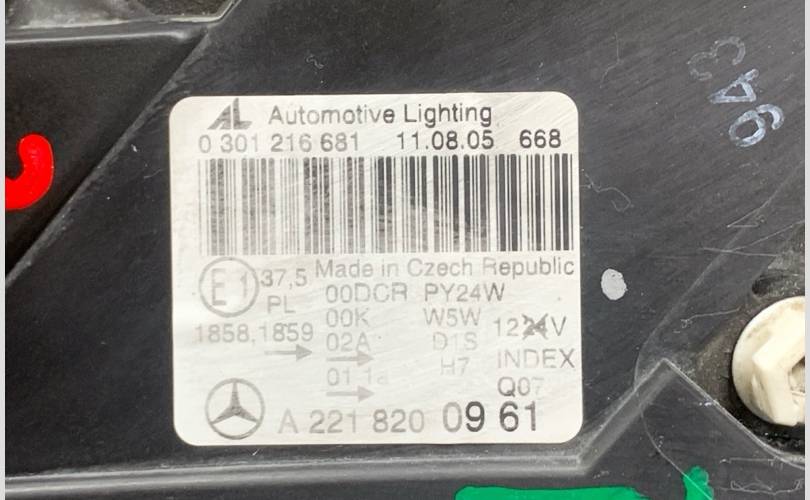 AL Automotive Lighting
0 301 216 681 11.08.05 668
E1 37,5 Made in Czech Republic
PL 00DCR PY24W
1858,1859 00K W5W 1224V
02A D1S INDEX
01 1a H7 Q07
A 221 820 09 61
943